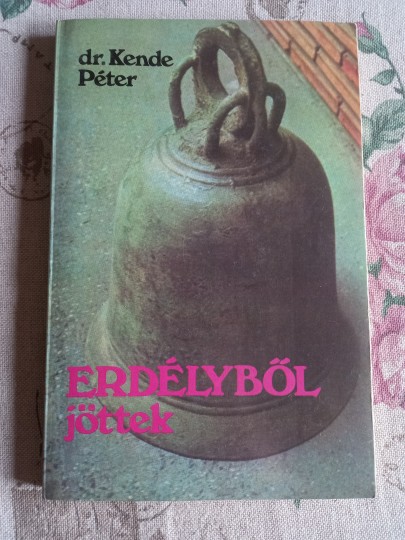 dr. Kende
Péter
ERDÉLYBŐL
jöttek